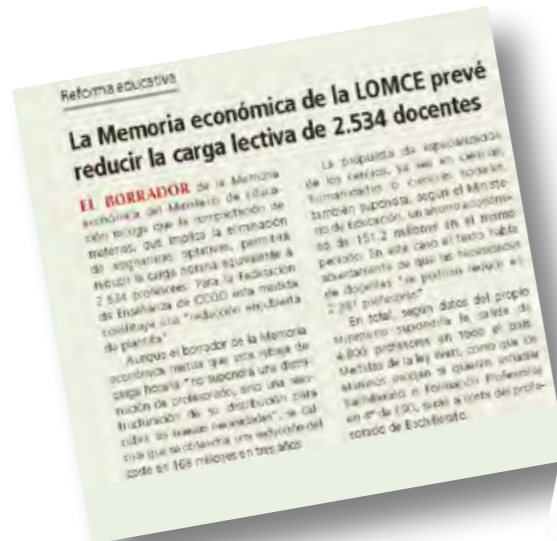 Reforma educativa
La Memoria económica de la LOMCE prevé
reducir la carga lectiva de 2.534 docentes
EL BORRADOR de la Memoria
económica del Ministerio de Educa-
ción recoge que la compactación de
materias, que implica la eliminación
de asignaturas optativas, permitirá
reducir la carga horaria equivalente a
2.534 profesores. Para la Federación
de Enseñanza de CCOO esta medida
constituye una "reducción encubierta
de plantilla".
Aunque el borrador de la Memoria
económica matiza que esta rebaja de
carga horaria "no supondrá una dismi-
nución de profesorado, sino una rees-
tructuración de su distribución para
cubrir las nuevas necesidades", se cal-
cula que se obtendría una reducción del
coste en 169 millones en tres años.
La propuesta de especialización
de los centros, ya sea en ciencias,
humanidades o ciencias sociales,
también supondría, según el Ministe-
rio de Educación, un ahorro económi-
co de 151,2 millones en el mismo
periodo. En este caso el texto habla
abiertamente de que las necesidades
de docentes "se podrían reducir en
2.281 profesores".
En total, según datos del propio
Ministerio supondría la salida de
4.800 profesores en todo el país.
Medidas de la ley Wert, como que los
alumnos escojan si quieren estudiar
Bachillerato o Formación Profesional
en 4º de ESO, sería a costa del profe-
sorado de Bachillerato.